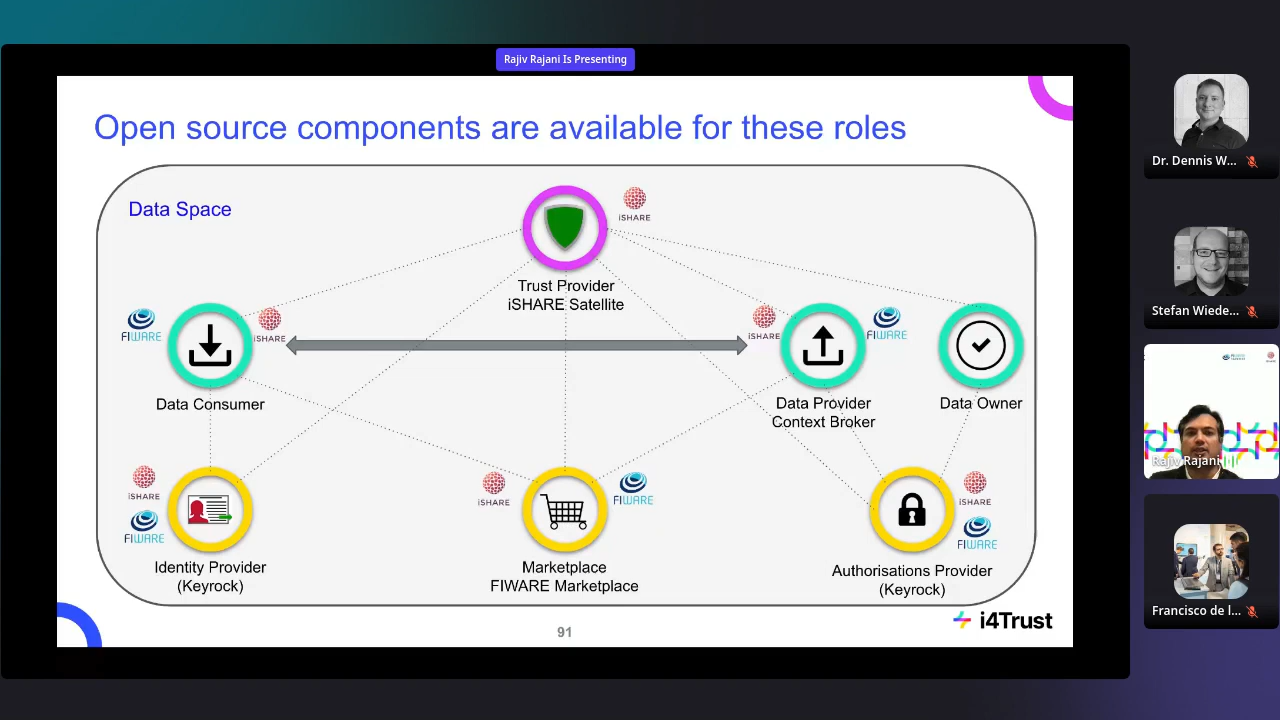 Rajiv Rajani Is Presenting
Open source components are available for these roles
Data Space
iSHARE
Trust Provider
iSHARE Satellite
FIWARE
iSHARE
iSHARE
FIWARE
Data Consumer
Data Provider
Context Broker
Data Owner
iSHARE
FIWARE
iSHARE
FIWARE
iSHARE
FIWARE
Identity Provider
(Keyrock)
Marketplace
FIWARE Marketplace
Authorisations Provider
(Keyrock)
91
i4Trust
Dr. Dennis W...
Stefan Wiede...
Rajiv Rajani
Francisco de l...